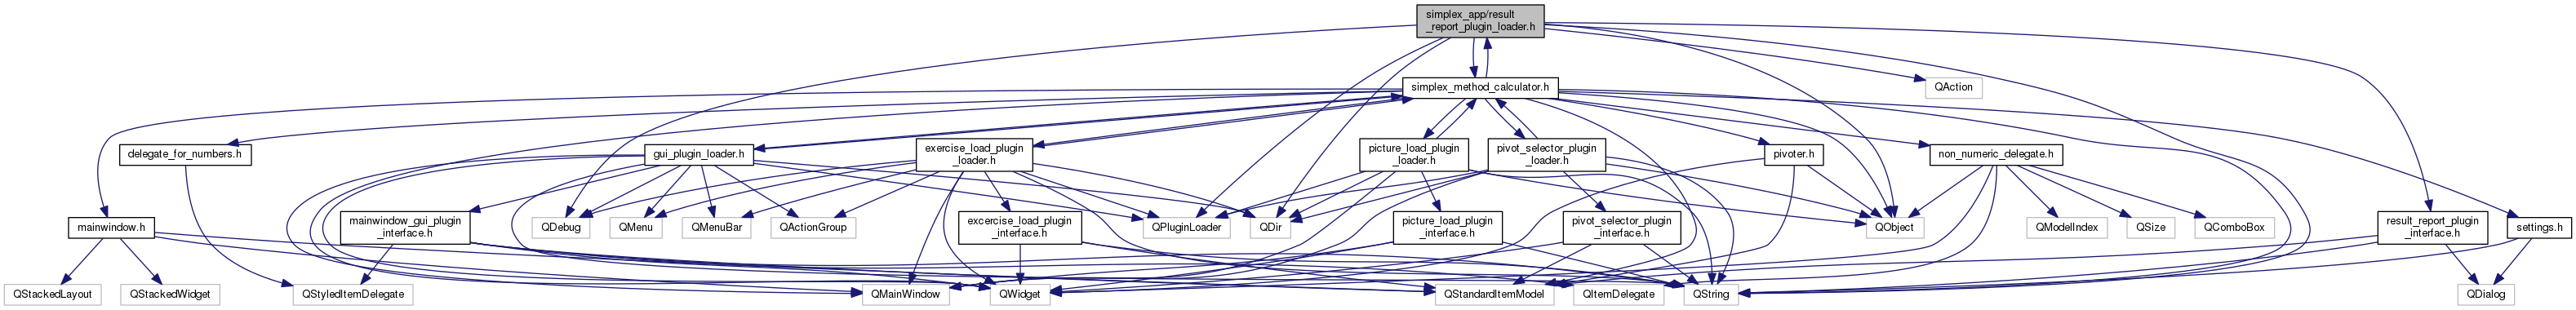 simplex_app/result
_report_plugin_loader.h
simplex_method_calculator.h
QAction
delegate_for_numbers.h
gui_plugin_loader.h
exercise_load_plugin
_loader.h
picture_load_plugin
_loader.h
pivot_selector_plugin
_loader.h
pivoter.h
non_numeric_delegate.h
mainwindow.h
mainwindow_gui_plugin
_interface.h
QDebug
QMenu
QMenuBar
QActionGroup
excercise_load_plugin
_interface.h
QPluginLoader
QDir
picture_load_plugin
_interface.h
pivot_selector_plugin
_interface.h
QObject
QModelIndex
QSize
QComboBox
result_report_plugin
_interface.h
settings.h
QStackedLayout
QStackedWidget
QStyledItemDelegate
QMainWindow
QWidget
QStandardItemModel
QItemDelegate
QString
QDialog